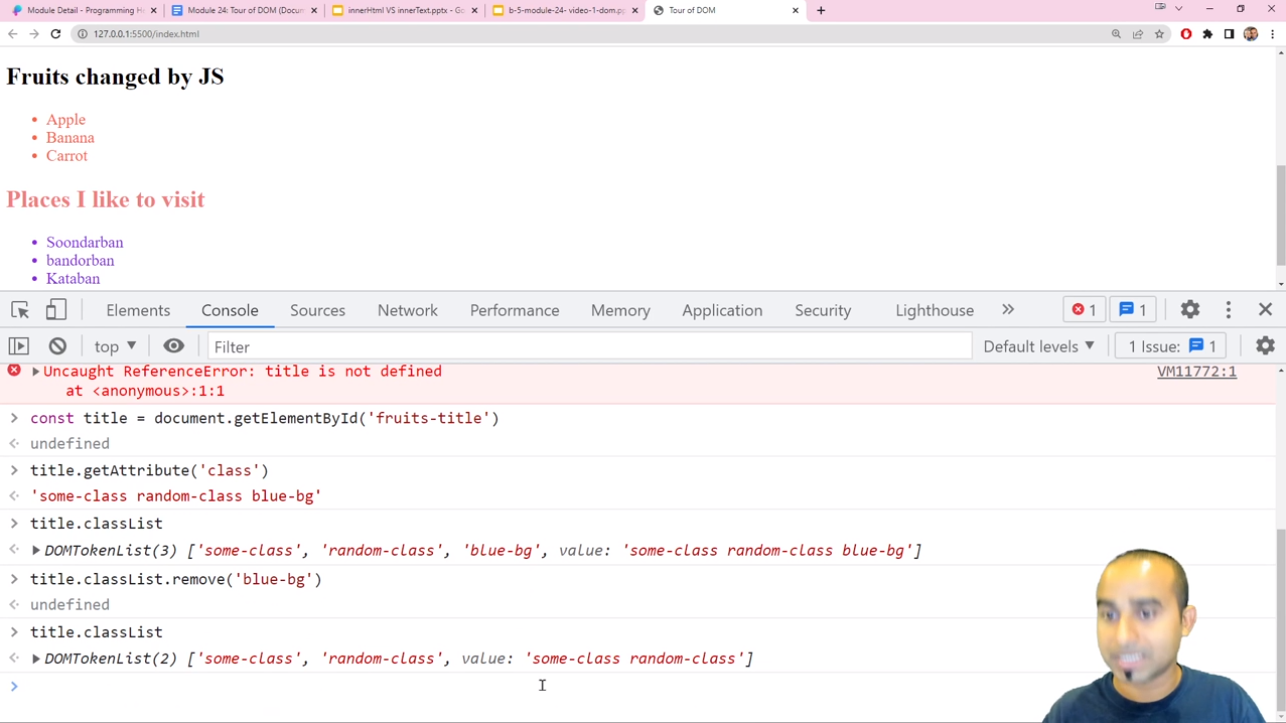 Module Detail - Programming He
Module 24: Tour of DOM (Docum
innerHtml VS innerText.pptx - Go
b-5-module-24- video-1-dom.pp
Tour of DOM
127.0.0.1:5500/index.html
Fruits changed by JS
Apple
Banana
Carrot
Places I like to visit
Soondarban
bandorban
Kataban
Elements Console Sources Network Performance Memory Application Security Lighthouse 1 1
top Filter Default levels 1 Issue: 1
Uncaught ReferenceError: title is not defined VM11772:1
at <anonymous>:1:1
const title = document.getElementById('fruits-title')
undefined
title.getAttribute('class')
'some-class random-class blue-bg'
title.classList
DOMTokenList(3) ['some-class', 'random-class', 'blue-bg', value: 'some-class random-class blue-bg']
title.classList.remove('blue-bg')
undefined
title.classList
DOMTokenList(2) ['some-class', 'random-class', value: 'some-class random-class']